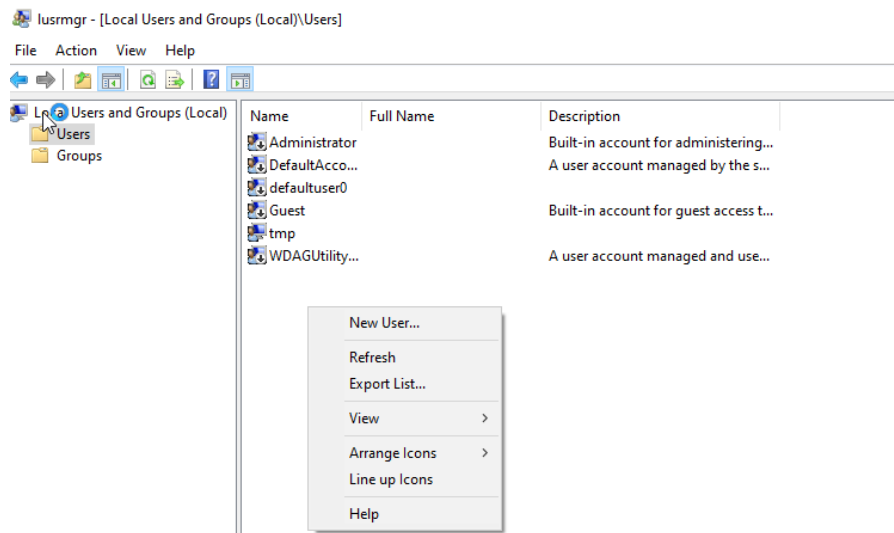 lusrmgr - [Local Users and Groups (Local)\Users]
File Action View Help
Users and Groups (Local)
Users
Groups
Name Full Name Description
Administrator Built-in account for administering...
DefaultAcco... A user account managed by the s...
defaultuser0
Guest Built-in account for guest access t...
tmp
WDAGUtility... A user account managed and use...
New User...
Refresh
Export List...
View
Arrange Icons
Line up Icons
Help